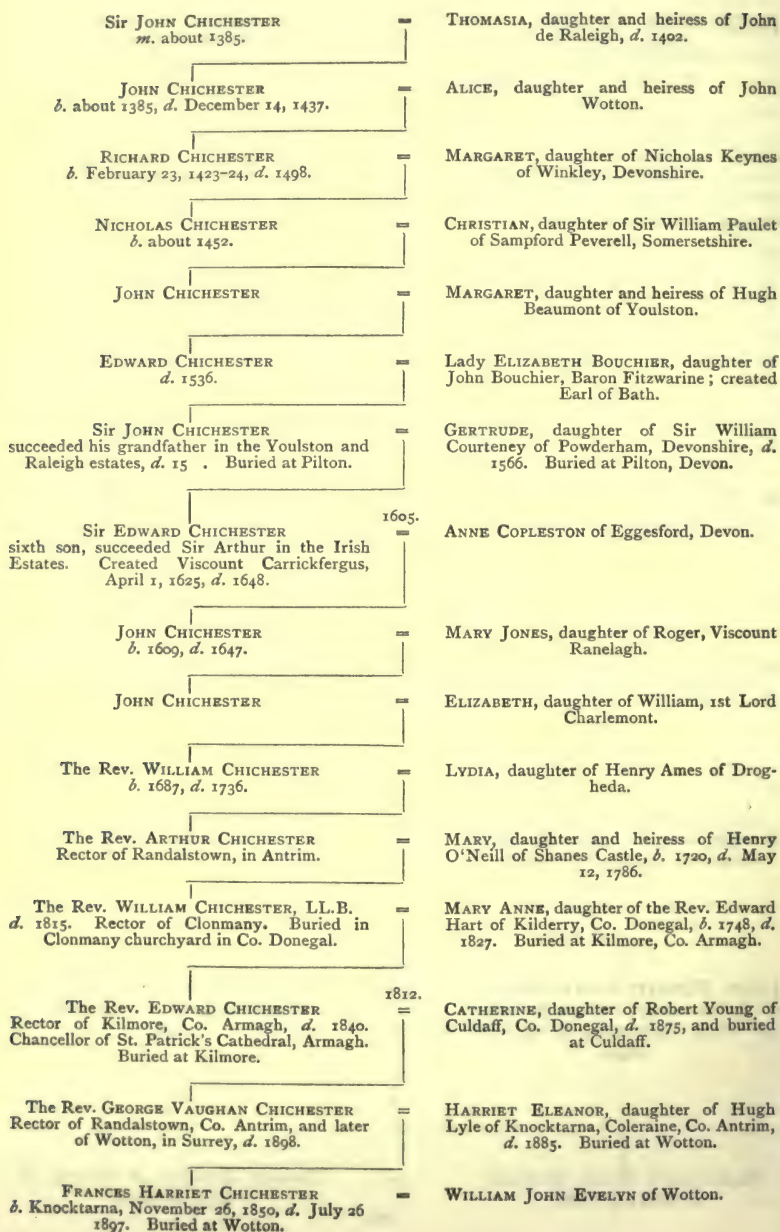 Sir JOHN CHICHESTER
m. about 1385.
=
THOMASIA, daughter and heiress of John
de Raleigh, d. 1402.
JOHN CHICHESTER
b. about 1385, d. December 14, 1437.
=
ALICE, daughter and heiress of John
Wotton.
RICHARD CHICHESTER
b. February 23, 1423-24, d. 1498.
=
MARGARET, daughter of Nicholas Keynes
of Winkley, Devonshire.
NICHOLAS CHICHESTER
b. about 1452.
=
CHRISTIAN, daughter of Sir William Paulet
of Sampford Peverell, Somersetshire.
JOHN CHICHESTER
=
MARGARET, daughter and heiress of Hugh
Beaumont of Youlston.
EDWARD CHICHESTER
d. 1536.
=
Lady ELIZABETH BOUCHIER, daughter of
John Bouchier, Baron Fitzwarine; created
Earl of Bath.
Sir JOHN CHICHESTER
succeeded his grandfather in the Youlston and
Raleigh estates, d. 15 . Buried at Pilton.
=
GERTRUDE, daughter of Sir William
Courteney of Powderham, Devonshire, d.
1566. Buried at Pilton, Devon.
Sir EDWARD CHICHESTER
sixth son, succeeded Sir Arthur in the Irish
Estates. Created Viscount Carrickfergus,
April 1, 1625, d. 1648.
1605.
=
ANNE COPLESTON of Eggesford, Devon.
JOHN CHICHESTER
b. 1609, d. 1647.
=
MARY JONES, daughter of Roger, Viscount
Ranelagh.
JOHN CHICHESTER
=
ELIZABETH, daughter of William, 1st Lord
Charlemont.
The Rev. WILLIAM CHICHESTER
b. 1687, d. 1736.
=
LYDIA, daughter of Henry Ames of Drog-
heda.
The Rev. ARTHUR CHICHESTER
Rector of Randalstown, in Antrim.
=
MARY, daughter and heiress of Henry
O'Neill of Shanes Castle, b. 1720, d. May
12, 1786.
The Rev. WILLIAM CHICHESTER, LL.B.
d. 1815. Rector of Clonmany. Buried in
Clonmany churchyard in Co. Donegal.
=
MARY ANNE, daughter of the Rev. Edward
Hart of Kilderry, Co. Donegal, b. 1748, d.
1827. Buried at Kilmore, Co. Armagh.
The Rev. EDWARD CHICHESTER
Rector of Kilmore, Co. Armagh, d. 1840.
Chancellor of St. Patrick's Cathedral, Armagh.
Buried at Kilmore.
1812.
=
CATHERINE, daughter of Robert Young of
Culdaff, Co. Donegal, d. 1875, and buried
at Culdaff.
The Rev. GEORGE VAUGHAN CHICHESTER
Rector of Randalstown, Co. Antrim, and later
of Wotton, in Surrey, d. 1898.
=
HARRIET ELEANOR, daughter of Hugh
Lyle of Knocktarna, Coleraine, Co. Antrim,
d. 1885. Buried at Wotton.
FRANCES HARRIET CHICHESTER
b. Knocktarna, November 26, 1850, d. July 26
1897. Buried at Wotton.
=
WILLIAM JOHN EVELYN of Wotton.